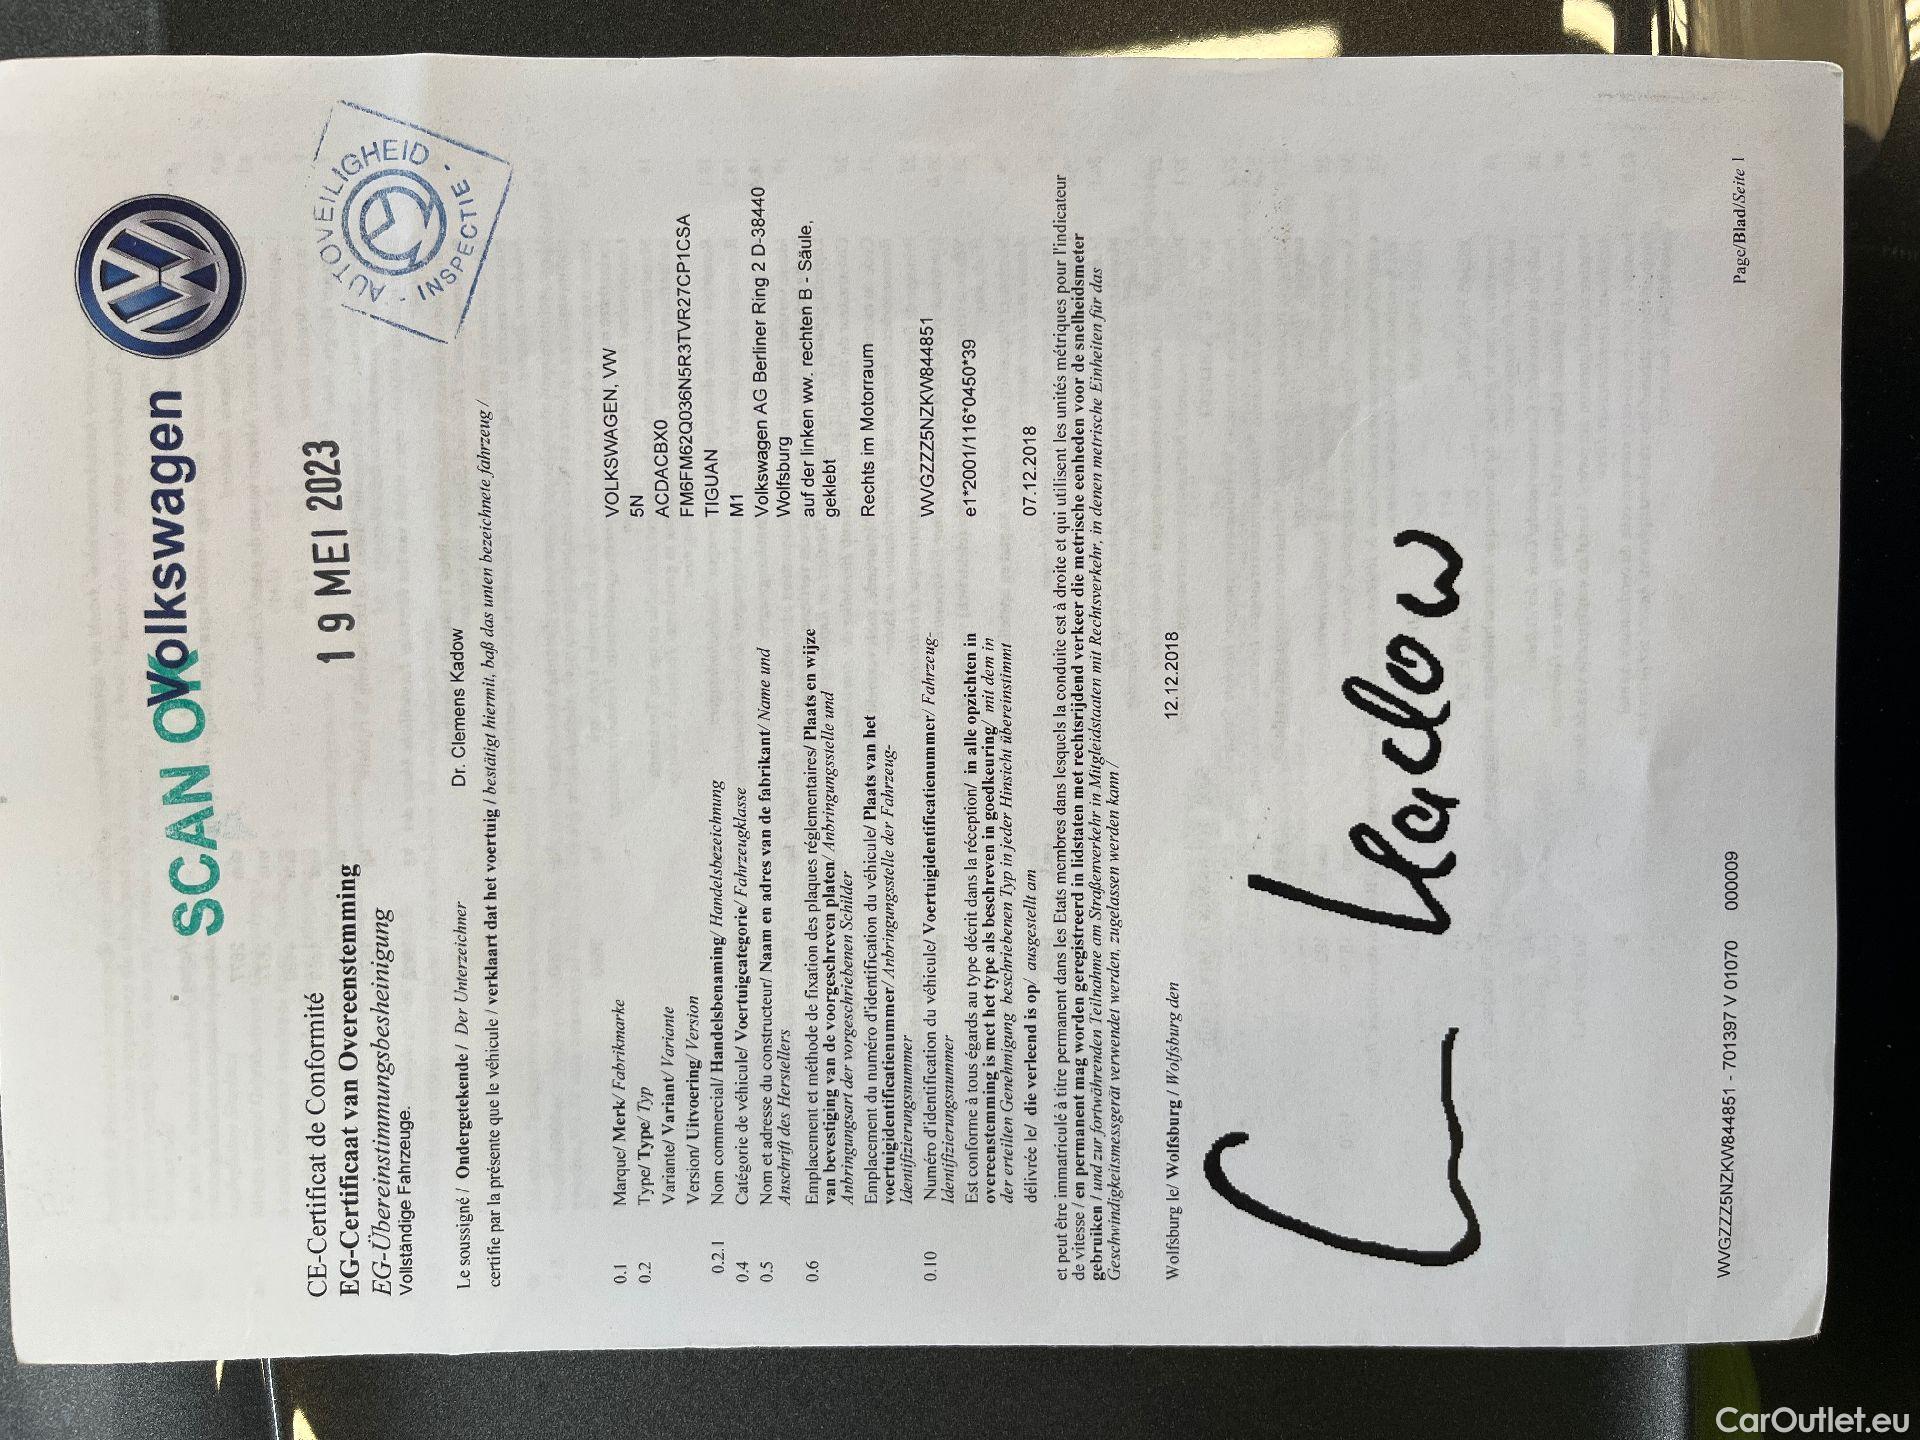 SCAN OK
Volkswagen
AUTOVEILIGHEID
· INSPECTIE ·
CE-Certificat de Conformité
19 MEI 2023
EG-Certificaat van Overeenstemming
EG-Übereinstimmungsbesheinigung
Vollständige Fahrzeuge.
Le soussigné / Ondergetekende / Der Unterzeichner Dr. Clemens Kadow
certifie par la présente que le véhicule / verklaart dat het voertuig / bestätigt hiermit, baß das unten bezeichnete fahrzeug /
0.1 Marque/ Merk/ Fabrikmarke VOLKSWAGEN, VW
0.2 Type/ Type/ Typ 5N
Variante/ Variant/ Variante ACDACBX0
Version/ Uitvoering/ Version FM6FM62Q036N5R3TVR27CP1CSA
0.2.1 Nom commercial/ Handelsbenaming/ Handelsbezeichnung TIGUAN
0.4 Catégorie de véhicule/ Voertuigcategorie/ Fahrzeugklasse M1
0.5 Nom et adresse du constructeur/ Naam en adres van de fabrikant/ Name und Volkswagen AG Berliner Ring 2 D-38440
Anschrift des Herstellers Wolfsburg
0.6 Emplacement et méthode de fixation des plaques réglementaires/ Plaats en wijze auf der linken ww. rechten B - Säule,
van bevestiging van de voorgeschreven platen/ Anbringungsstelle und geklebt
Anbringungsart der vorgeschriebenen Schilder
Emplacement du numéro d'identification du véhicule/ Plaats van het Rechts im Motorraum
voertuigidentificatienummer/ Anbringungsstelle der Fahrzeug-
Identifizierungsnummer
0.10 Numéro d'identification du véhicule/ Voertuigidentificatienummer/ Fahrzeug- WVGZZZ5NZKW844851
Identifizierungsnummer
Est conforme à tous égards au type décrit dans la réception/ in alle opzichten in e1*2001/116*0450*39
overeenstemming is met het type als beschreven in goedkeuring/ mit dem in
der erteilten Genehmigung beschriebenen Typ in jeder Hinsicht übereinstimmt
délivrée le/ die verleend is op/ ausgestellt am 07.12.2018
et peut être immatriculé à titre permanent dans les Etats membres dans lesquels la conduite est à droite et qui utilisent les unités métriques pour l'indicateur
de vitesse / en permanent mag worden geregistreerd in lidstaten met rechtsrijdend verkeer die metrische eenheden voor de snelheidsmeter
gebruiken / und zur fortwährenden Teilnahme am Straßenverkehr in Mitgleidstaaten mit Rechtsverkehr, in denen metrische Einheiten für das
Geschwindigkeitsmessgerät verwendet werden, zugelassen werden kann /
Wolfsburg le/ Wolfsburg / Wolfsburg den 12.12.2018
C Kadow
WVGZZZ5NZKW844851 - 701397 V 01070 000009
Page/Blad/Seite 1
CarOutlet.eu